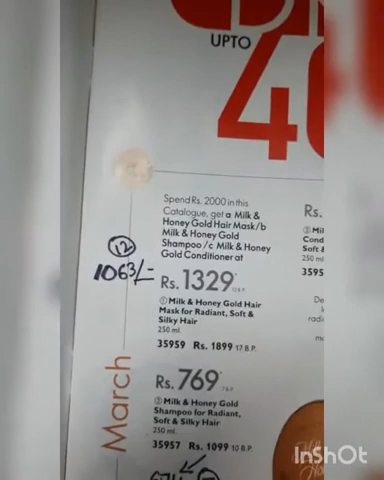 UPTO
4
Spend Rs. 2000 in this
Catalogue, get a Milk &
Honey Gold Hair Mask/b
Milk & Honey Gold
Shampoo /c Milk & Honey
Gold Conditioner at
12
1063/-
Rs. 1329*
① Milk & Honey Gold Hair
Mask for Radiant, Soft &
Silky Hair
250 ml.
35959 Rs. 1899 17 B.P.
Rs. 769*
② Milk & Honey Gold
Shampoo for Radiant,
Soft & Silky Hair
250 ml.
35957 Rs. 1099 10 B.P.
March
Rs.
Soft &
250 ml
3595
InShOt